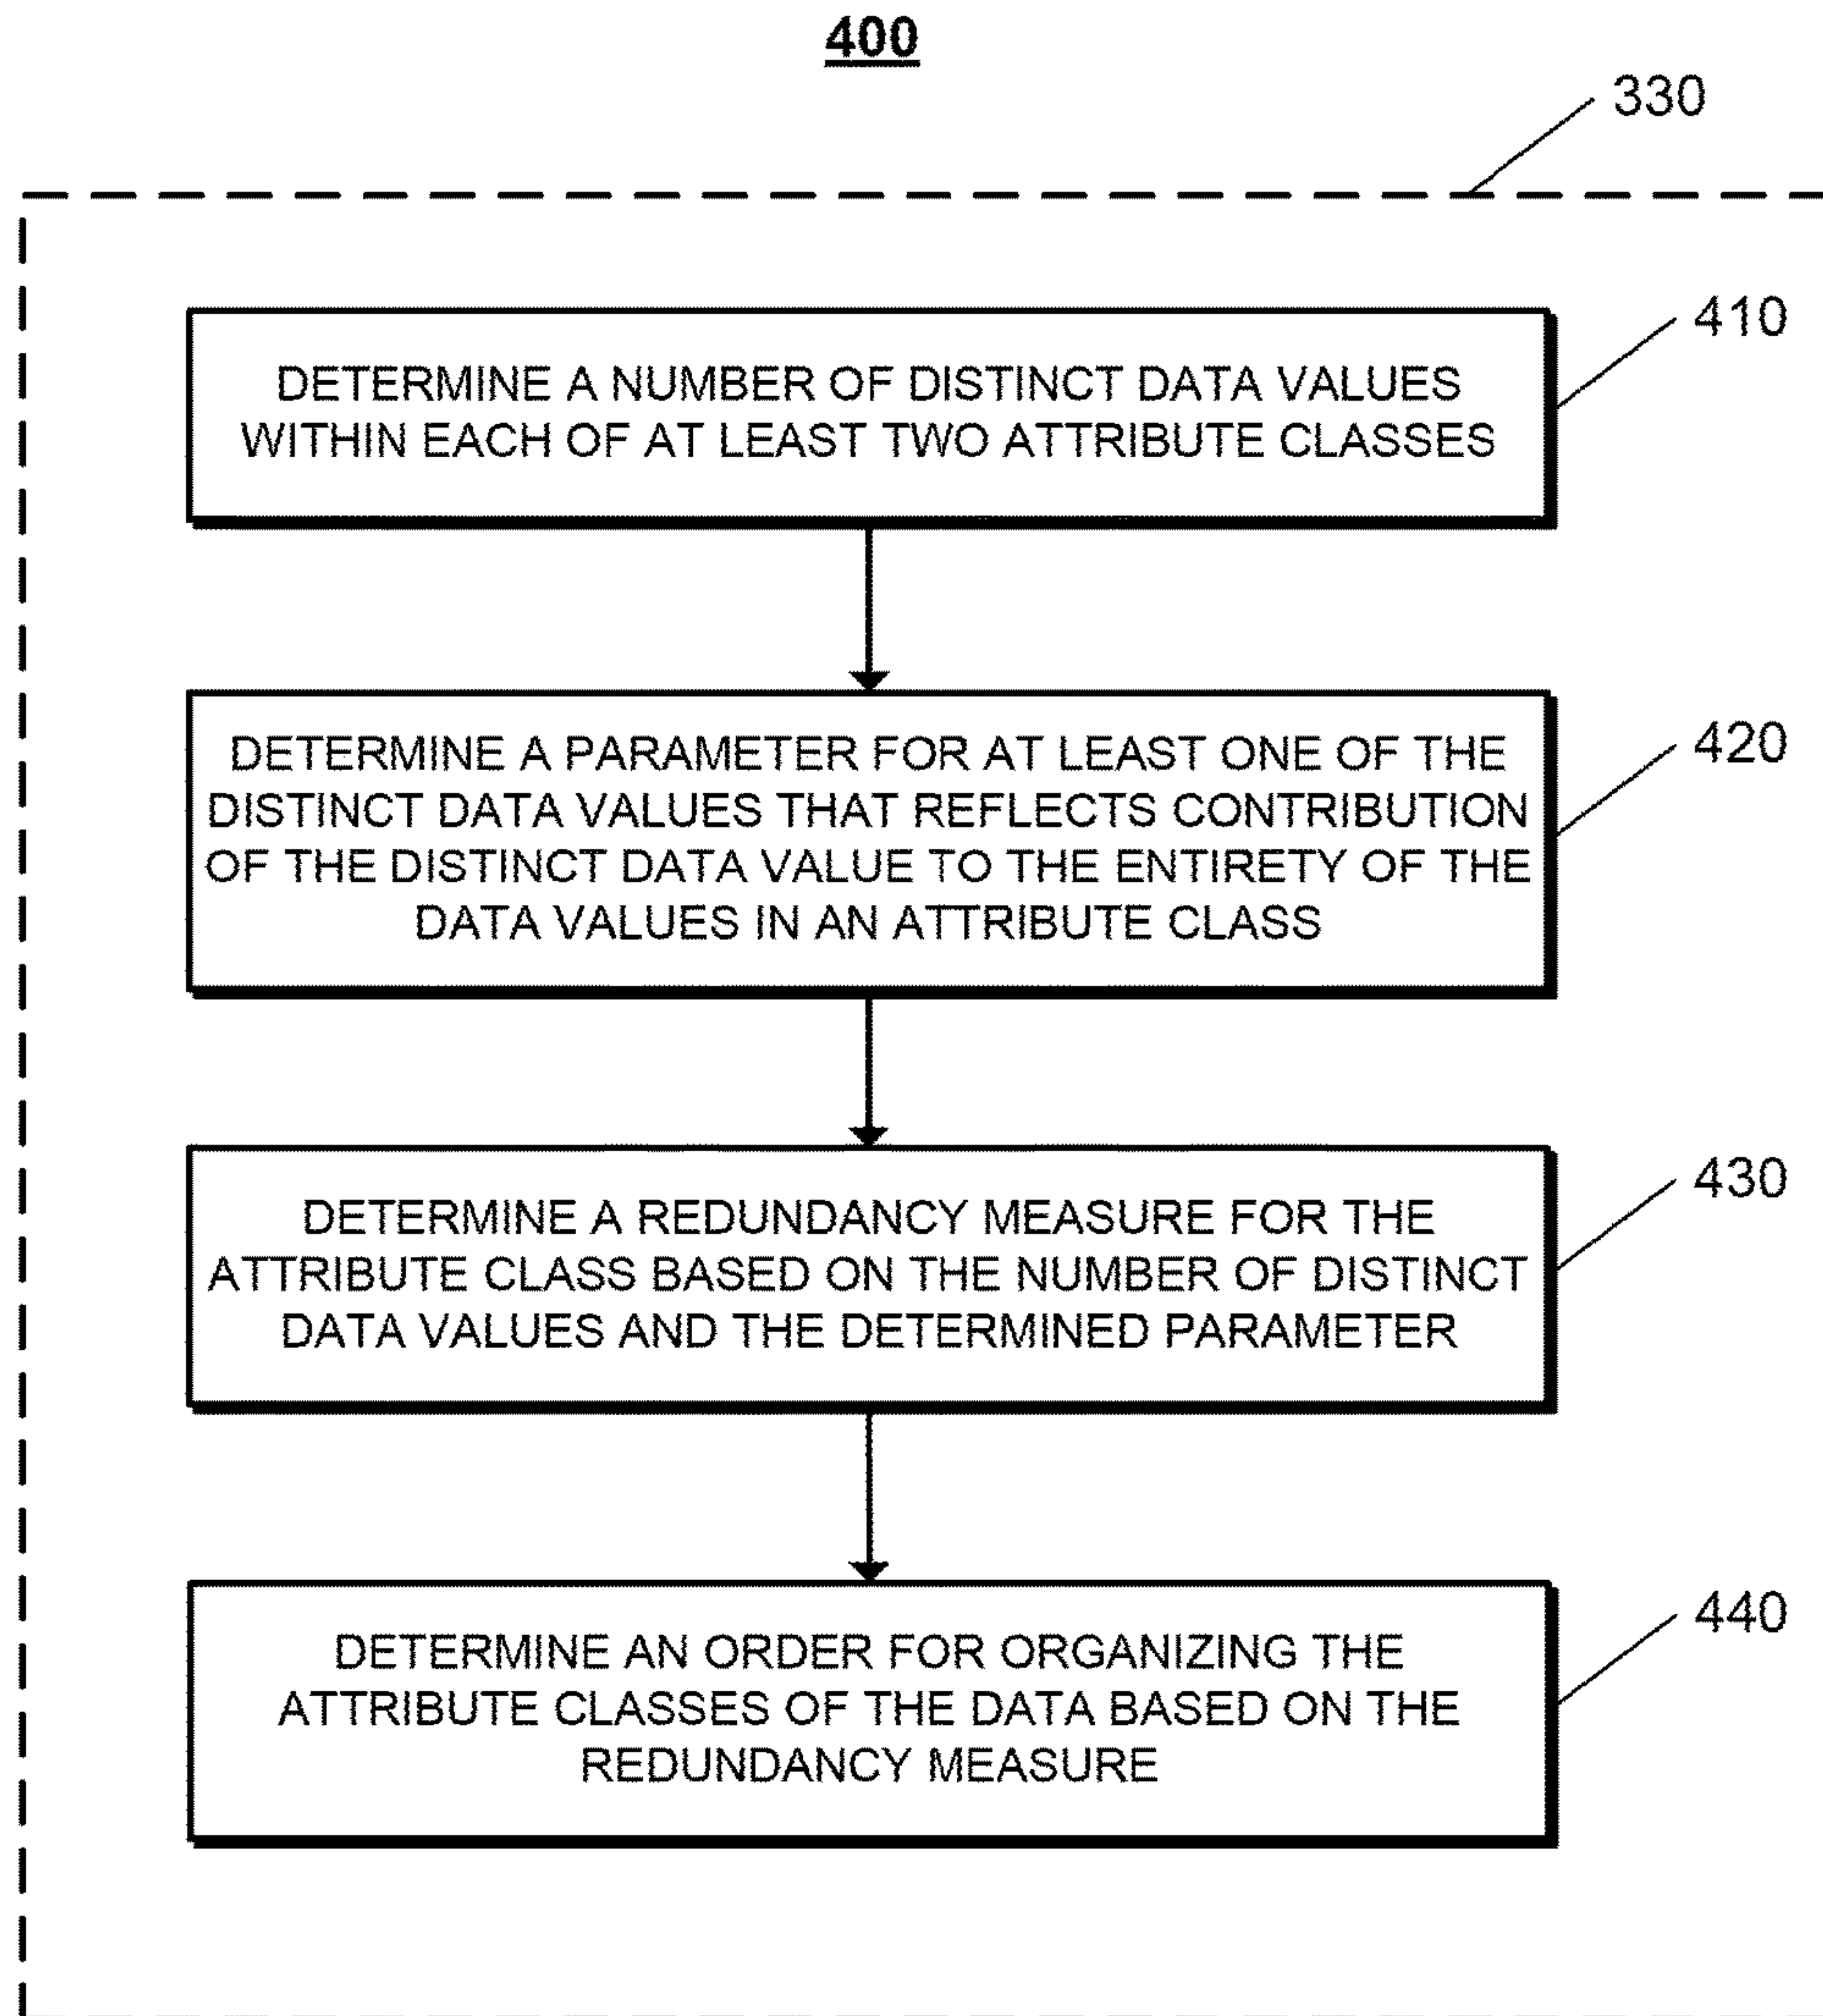 400
330
410
DETERMINE A NUMBER OF DISTINCT DATA VALUES
WITHIN EACH OF AT LEAST TWO ATTRIBUTE CLASSES
420
DETERMINE A PARAMETER FOR AT LEAST ONE OF THE
DISTINCT DATA VALUES THAT REFLECTS CONTRIBUTION
OF THE DISTINCT DATA VALUE TO THE ENTIRETY OF THE
DATA VALUES IN AN ATTRIBUTE CLASS
430
DETERMINE A REDUNDANCY MEASURE FOR THE
ATTRIBUTE CLASS BASED ON THE NUMBER OF DISTINCT
DATA VALUES AND THE DETERMINED PARAMETER
440
DETERMINE AN ORDER FOR ORGANIZING THE
ATTRIBUTE CLASSES OF THE DATA BASED ON THE
REDUNDANCY MEASURE